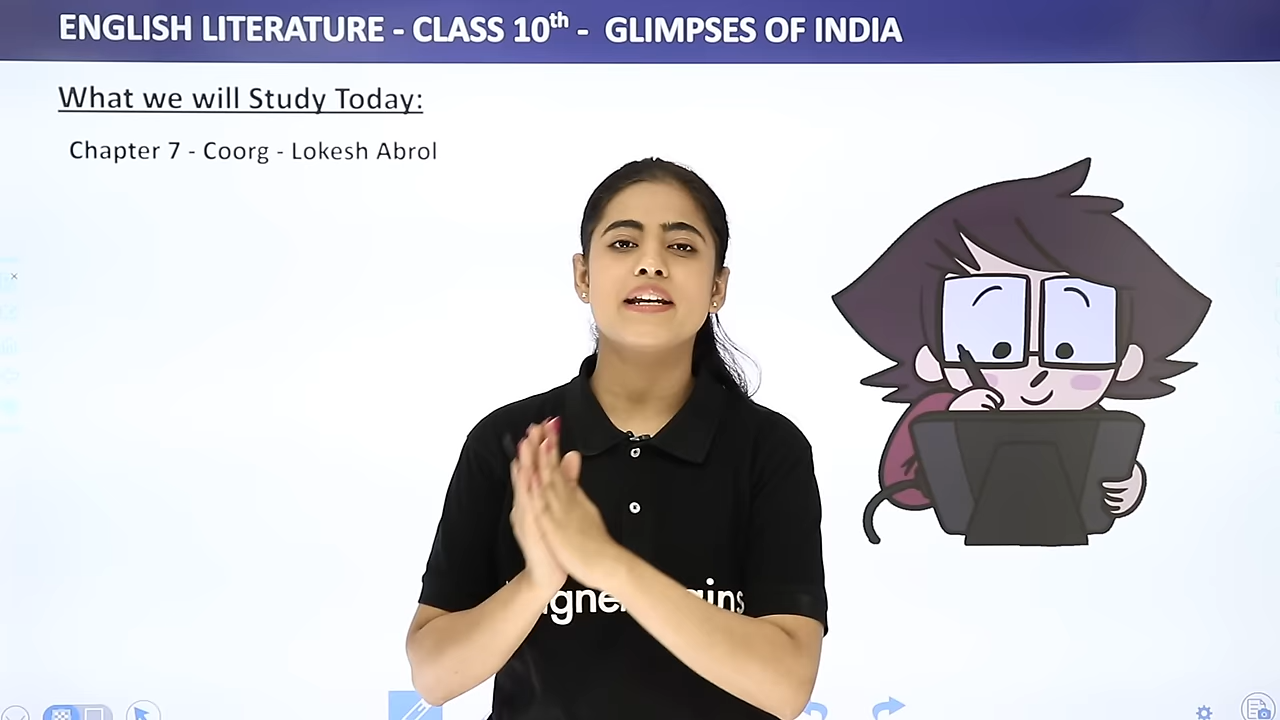 ENGLISH LITERATURE - CLASS 10th - GLIMPSES OF INDIA
What we will Study Today:
Chapter 7 - Coorg - Lokesh Abrol